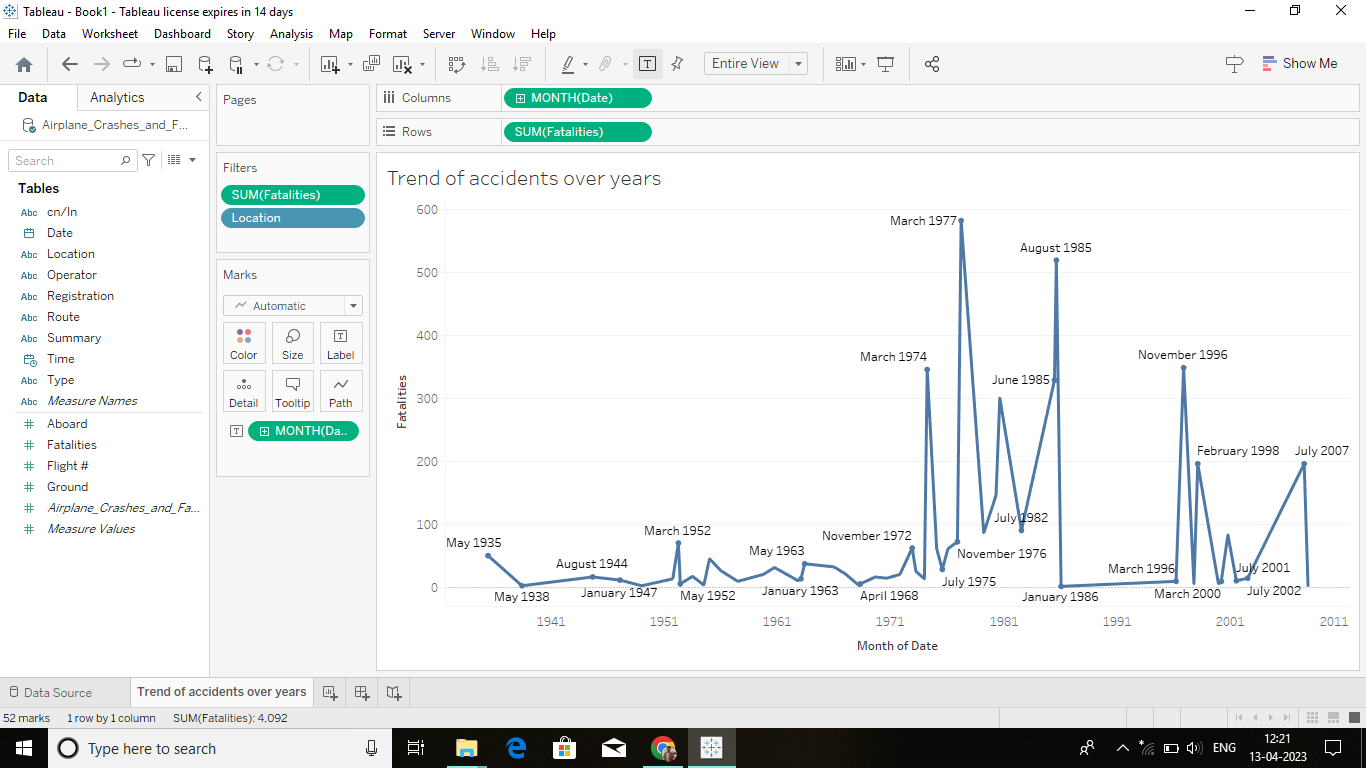 Tableau - Book1 - Tableau license expires in 14 days
File Data Worksheet Dashboard Story Analysis Map Format Server Window Help
Entire View
Show Me
Data Analytics
Airplane_Crashes_and_F...
Search
Tables
Abc cn/In
Date
Abc Location
Abc Operator
Abc Registration
Abc Route
Abc Summary
Time
Abc Type
Abc Measure Names
# Aboard
# Fatalities
# Flight #
# Ground
# Airplane_Crashes_and_Fa...
# Measure Values
Pages
Filters
SUM(Fatalities)
Location
Marks
Automatic
Color Size Label
Detail Tooltip Path
MONTH(Da..
Columns MONTH(Date)
Rows SUM(Fatalities)
Trend of accidents over years
600
500
400
300
200
100
0
Fatalities
March 1977
August 1985
March 1974
November 1996
June 1985
February 1998 July 2007
July 1982
March 1952
November 1972
May 1935
May 1963
November 1976
August 1944
March 1996
July 2001
July 1975
May 1938
January 1947
May 1952
January 1963
April 1968
January 1986
March 2000
July 2002
1941 1951 1961 1971 1981 1991 2001 2011
Month of Date
Data Source Trend of accidents over years
52 marks 1 row by 1 column SUM(Fatalities): 4,092
Type here to search
ENG
12:21
13-04-2023